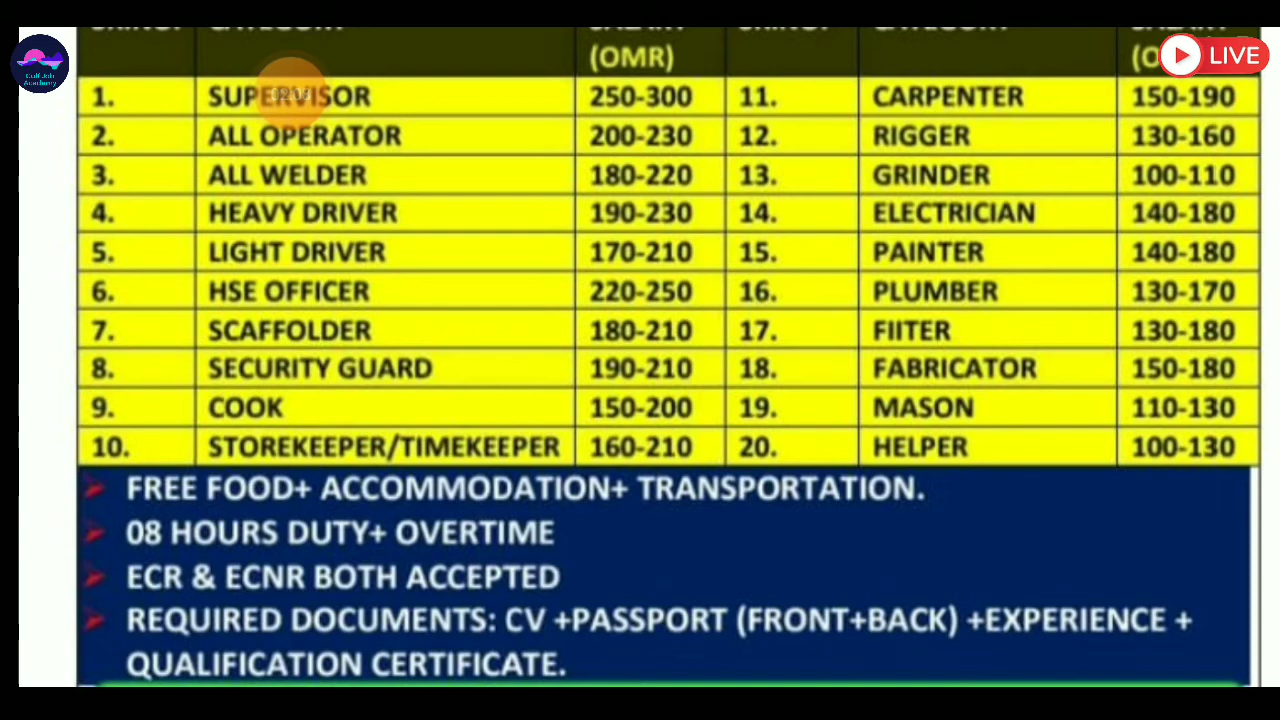 Gulf Job
Academy
LIVE
(OMR)
1. SUPERVISOR 250-300 11. CARPENTER 150-190
2. ALL OPERATOR 200-230 12. RIGGER 130-160
3. ALL WELDER 180-220 13. GRINDER 100-110
4. HEAVY DRIVER 190-230 14. ELECTRICIAN 140-180
5. LIGHT DRIVER 170-210 15. PAINTER 140-180
6. HSE OFFICER 220-250 16. PLUMBER 130-170
7. SCAFFOLDER 180-210 17. FIITER 130-180
8. SECURITY GUARD 190-210 18. FABRICATOR 150-180
9. COOK 150-200 19. MASON 110-130
10. STOREKEEPER/TIMEKEEPER 160-210 20. HELPER 100-130
FREE FOOD+ ACCOMMODATION+ TRANSPORTATION.
08 HOURS DUTY+ OVERTIME
ECR & ECNR BOTH ACCEPTED
REQUIRED DOCUMENTS: CV +PASSPORT (FRONT+BACK) +EXPERIENCE +
QUALIFICATION CERTIFICATE.